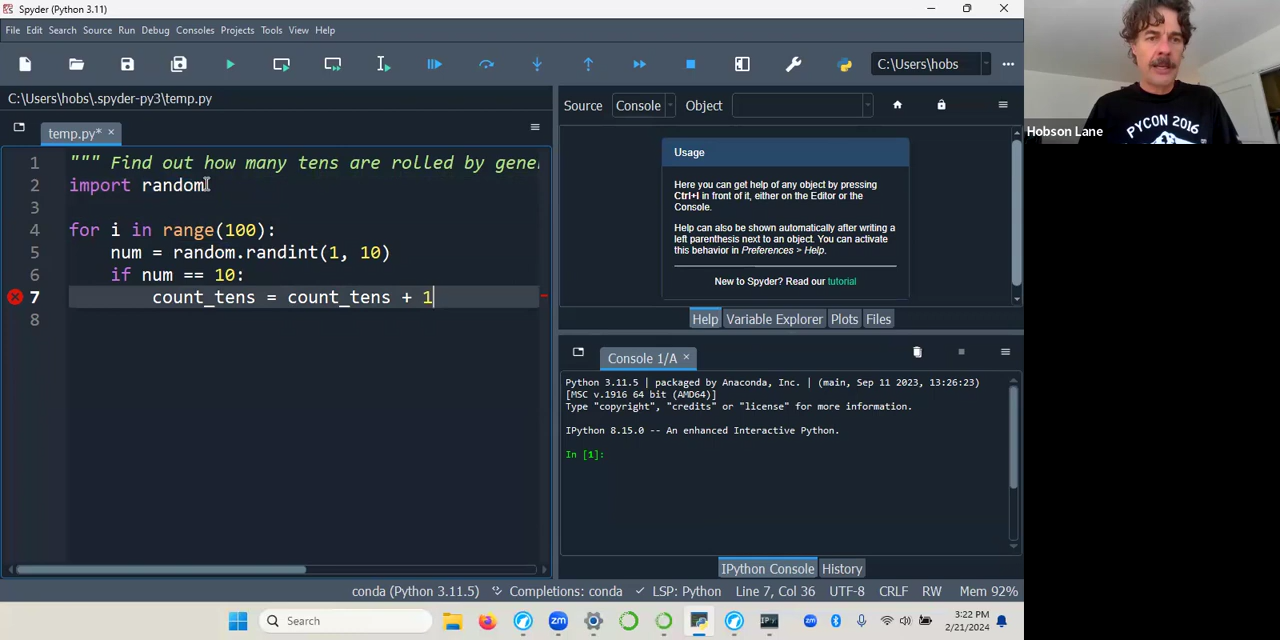 Spyder (Python 3.11)
File Edit Search Source Run Debug Consoles Projects Tools View Help
C:\Users\hobs
C:\Users\hobs\.spyder-py3\temp.py
temp.py*
1 """ Find out how many tens are rolled by gene
2 import random
3
4 for i in range(100):
5 num = random.randint(1, 10)
6 if num == 10:
7 count_tens = count_tens + 1
8
Source Console Object
Usage
Here you can get help of any object by pressing
Ctrl+I in front of it, either on the Editor or the
Console.
Help can also be shown automatically after writing a
left parenthesis next to an object. You can activate
this behavior in Preferences > Help.
New to Spyder? Read our tutorial
Help Variable Explorer Plots Files
Console 1/A
Python 3.11.5 | packaged by Anaconda, Inc. | (main, Sep 11 2023, 13:26:23)
[MSC v.1916 64 bit (AMD64)]
Type "copyright", "credits" or "license" for more information.
IPython 8.15.0 -- An enhanced Interactive Python.
In [1]:
IPython Console History
conda (Python 3.11.5) Completions: conda LSP: Python Line 7, Col 36 UTF-8 CRLF RW Mem 92%
Search
zm
IP
zm
3:22 PM
2/21/2024
PYCON 2016
Hobson Lane